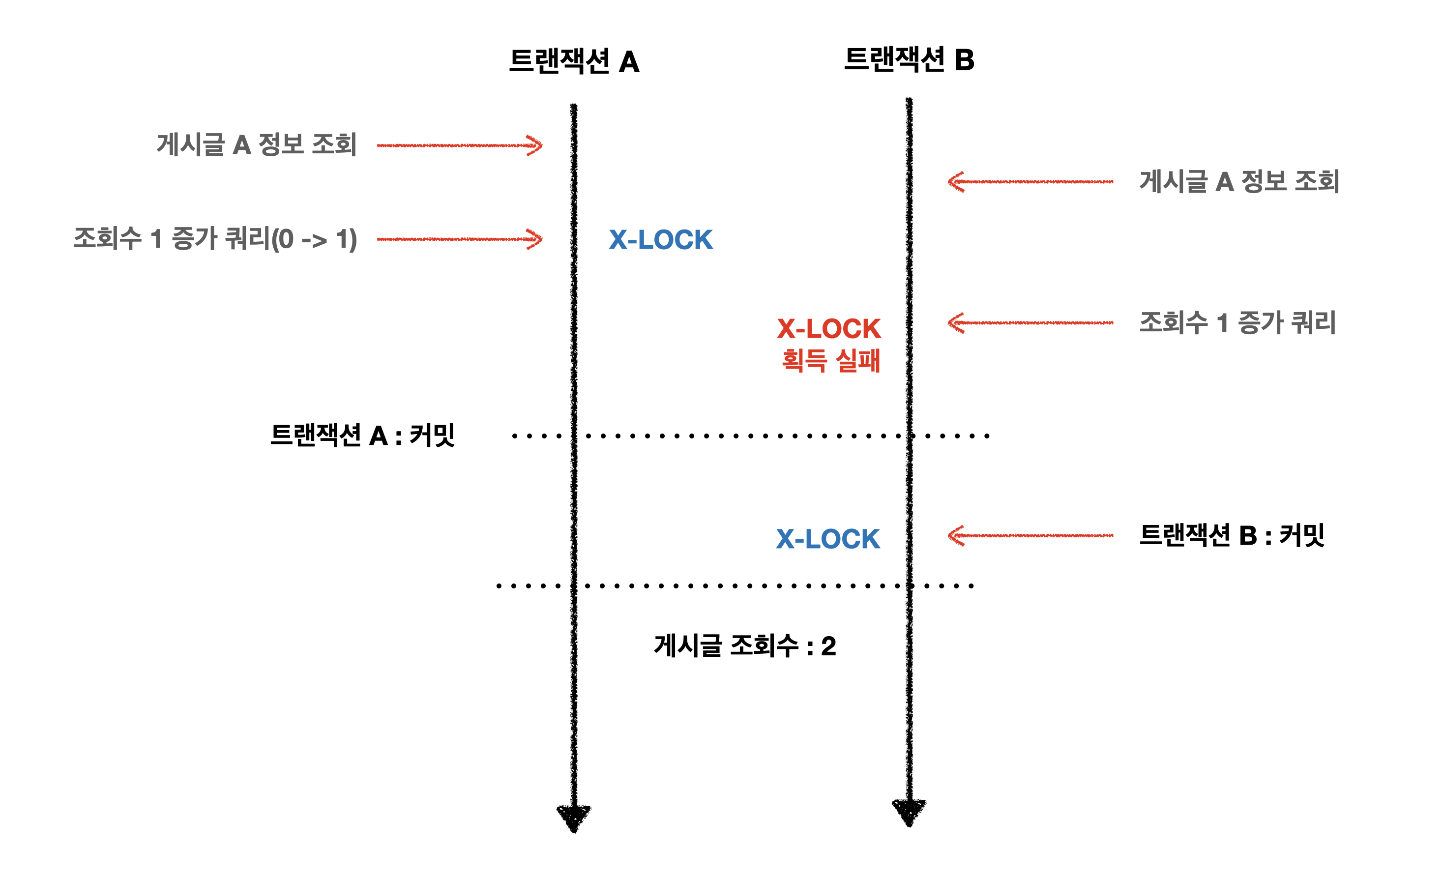 트랜잭션 A
트랜잭션 B
게시글 A 정보 조회
게시글 A 정보 조회
조회수 1 증가 쿼리(0 -> 1)
X-LOCK
X-LOCK
획득 실패
조회수 1 증가 쿼리
트랜잭션 A : 커밋
X-LOCK
트랜잭션 B : 커밋
게시글 조회수 : 2